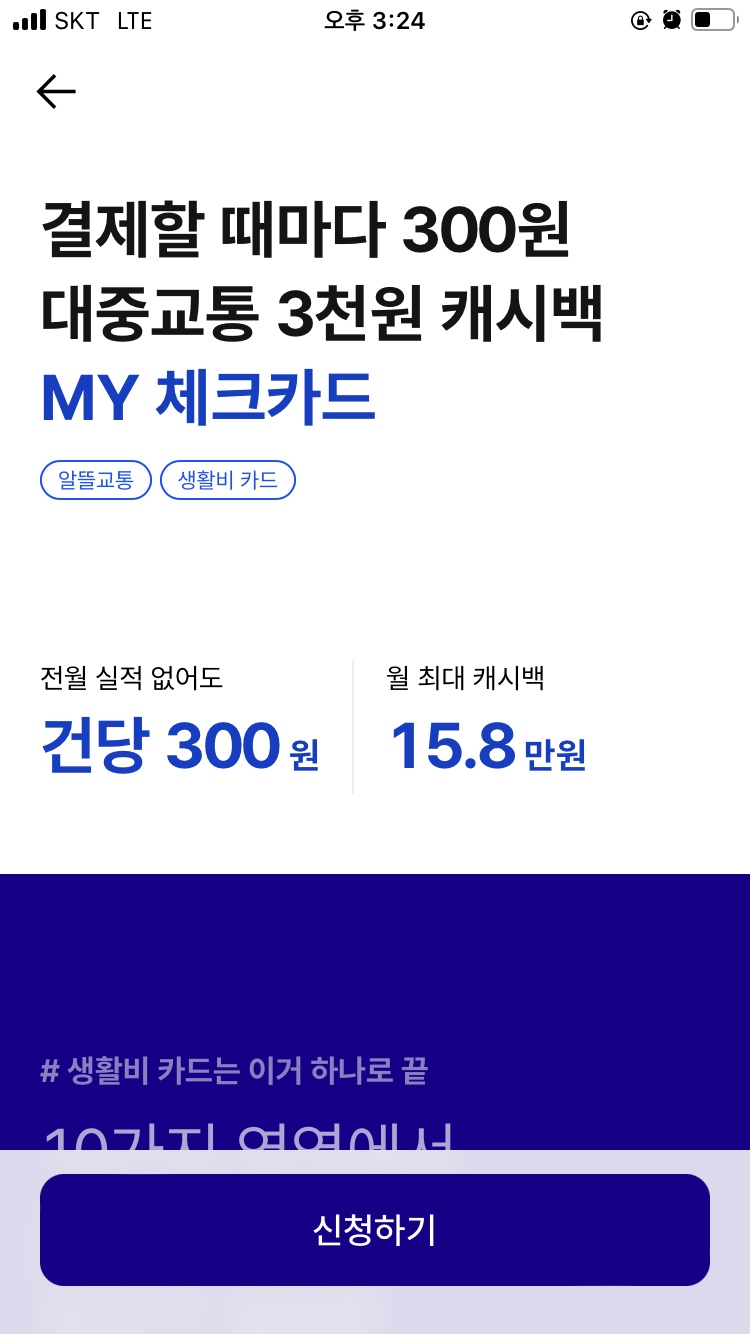 SKT LTE 오후 3:24
결제할 때마다 300원
대중교통 3천원 캐시백
MY 체크카드
알뜰교통 생활비 카드
전월 실적 없어도
건당 300 원
월 최대 캐시백
15.8 만원
# 생활비 카드는 이거 하나로 끝
10가지 영역에서
신청하기